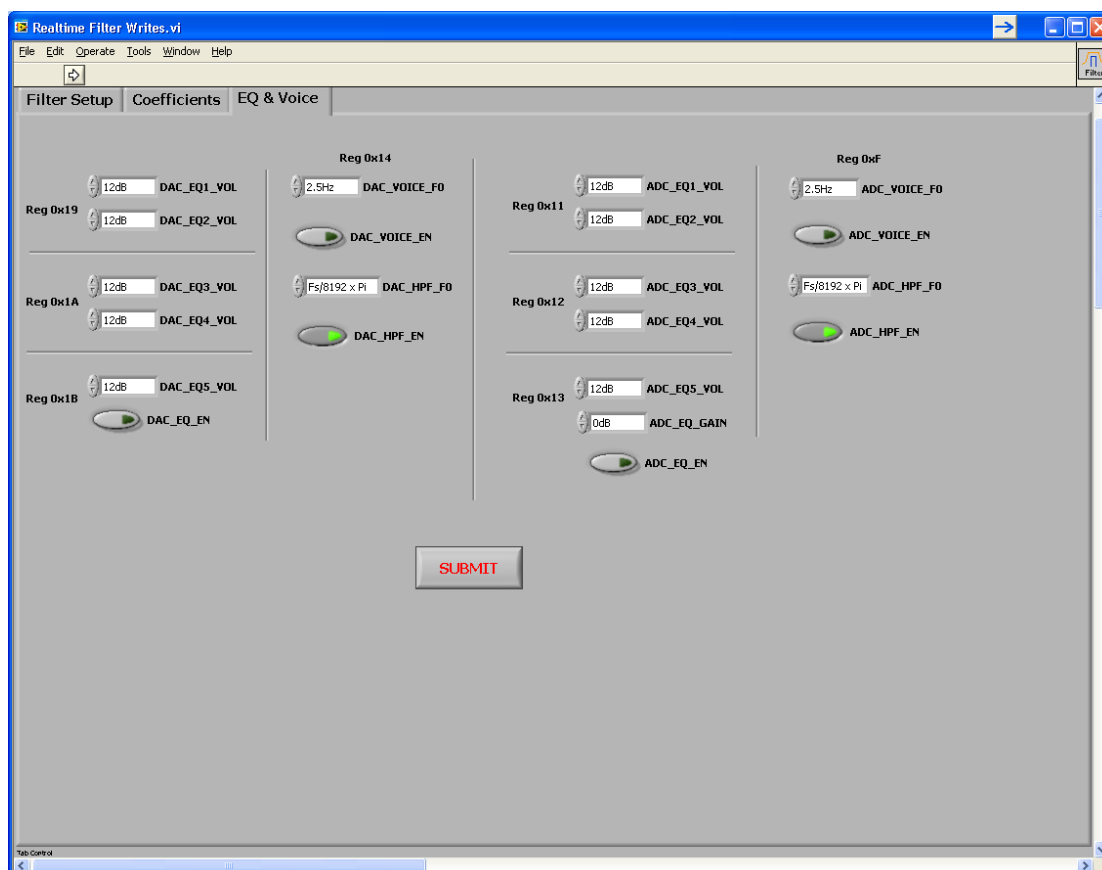 Realtime Filter Writes.vi
File Edit Operate Tools Window Help
Filter
Filter Setup Coefficients EQ & Voice
Reg 0x19
12dB DAC_EQ1_VOL
12dB DAC_EQ2_VOL
Reg 0x1A
12dB DAC_EQ3_VOL
12dB DAC_EQ4_VOL
Reg 0x1B
12dB DAC_EQ5_VOL
DAC_EQ_EN
Reg 0x14
2.5Hz DAC_VOICE_F0
DAC_VOICE_EN
Fs/8192 x Pi DAC_HPF_F0
DAC_HPF_EN
Reg 0x11
12dB ADC_EQ1_VOL
12dB ADC_EQ2_VOL
Reg 0x12
12dB ADC_EQ3_VOL
12dB ADC_EQ4_VOL
Reg 0x13
12dB ADC_EQ5_VOL
0dB ADC_EQ_GAIN
ADC_EQ_EN
Reg 0xF
2.5Hz ADC_VOICE_F0
ADC_VOICE_EN
Fs/8192 x Pi ADC_HPF_F0
ADC_HPF_EN
SUBMIT
Tab Control